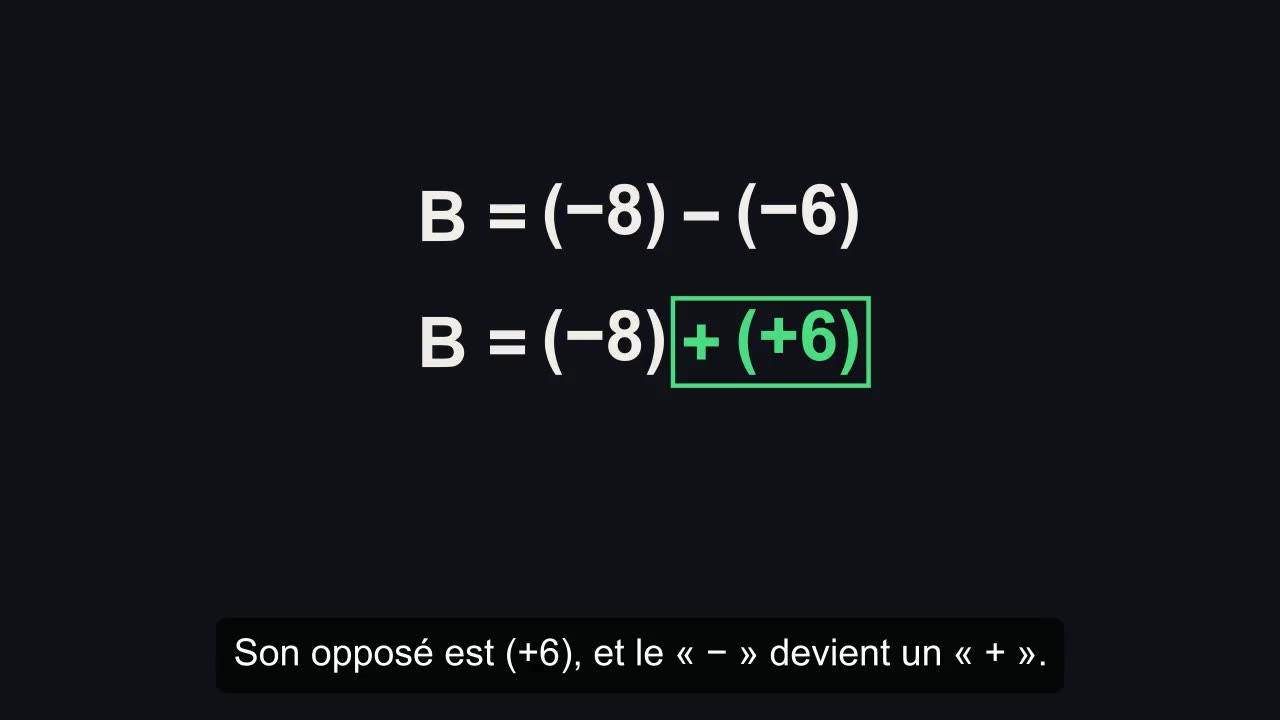 B = (−8) − (−6)
B = (−8) + (+6)
Son opposé est (+6), et le « − » devient un « + ».